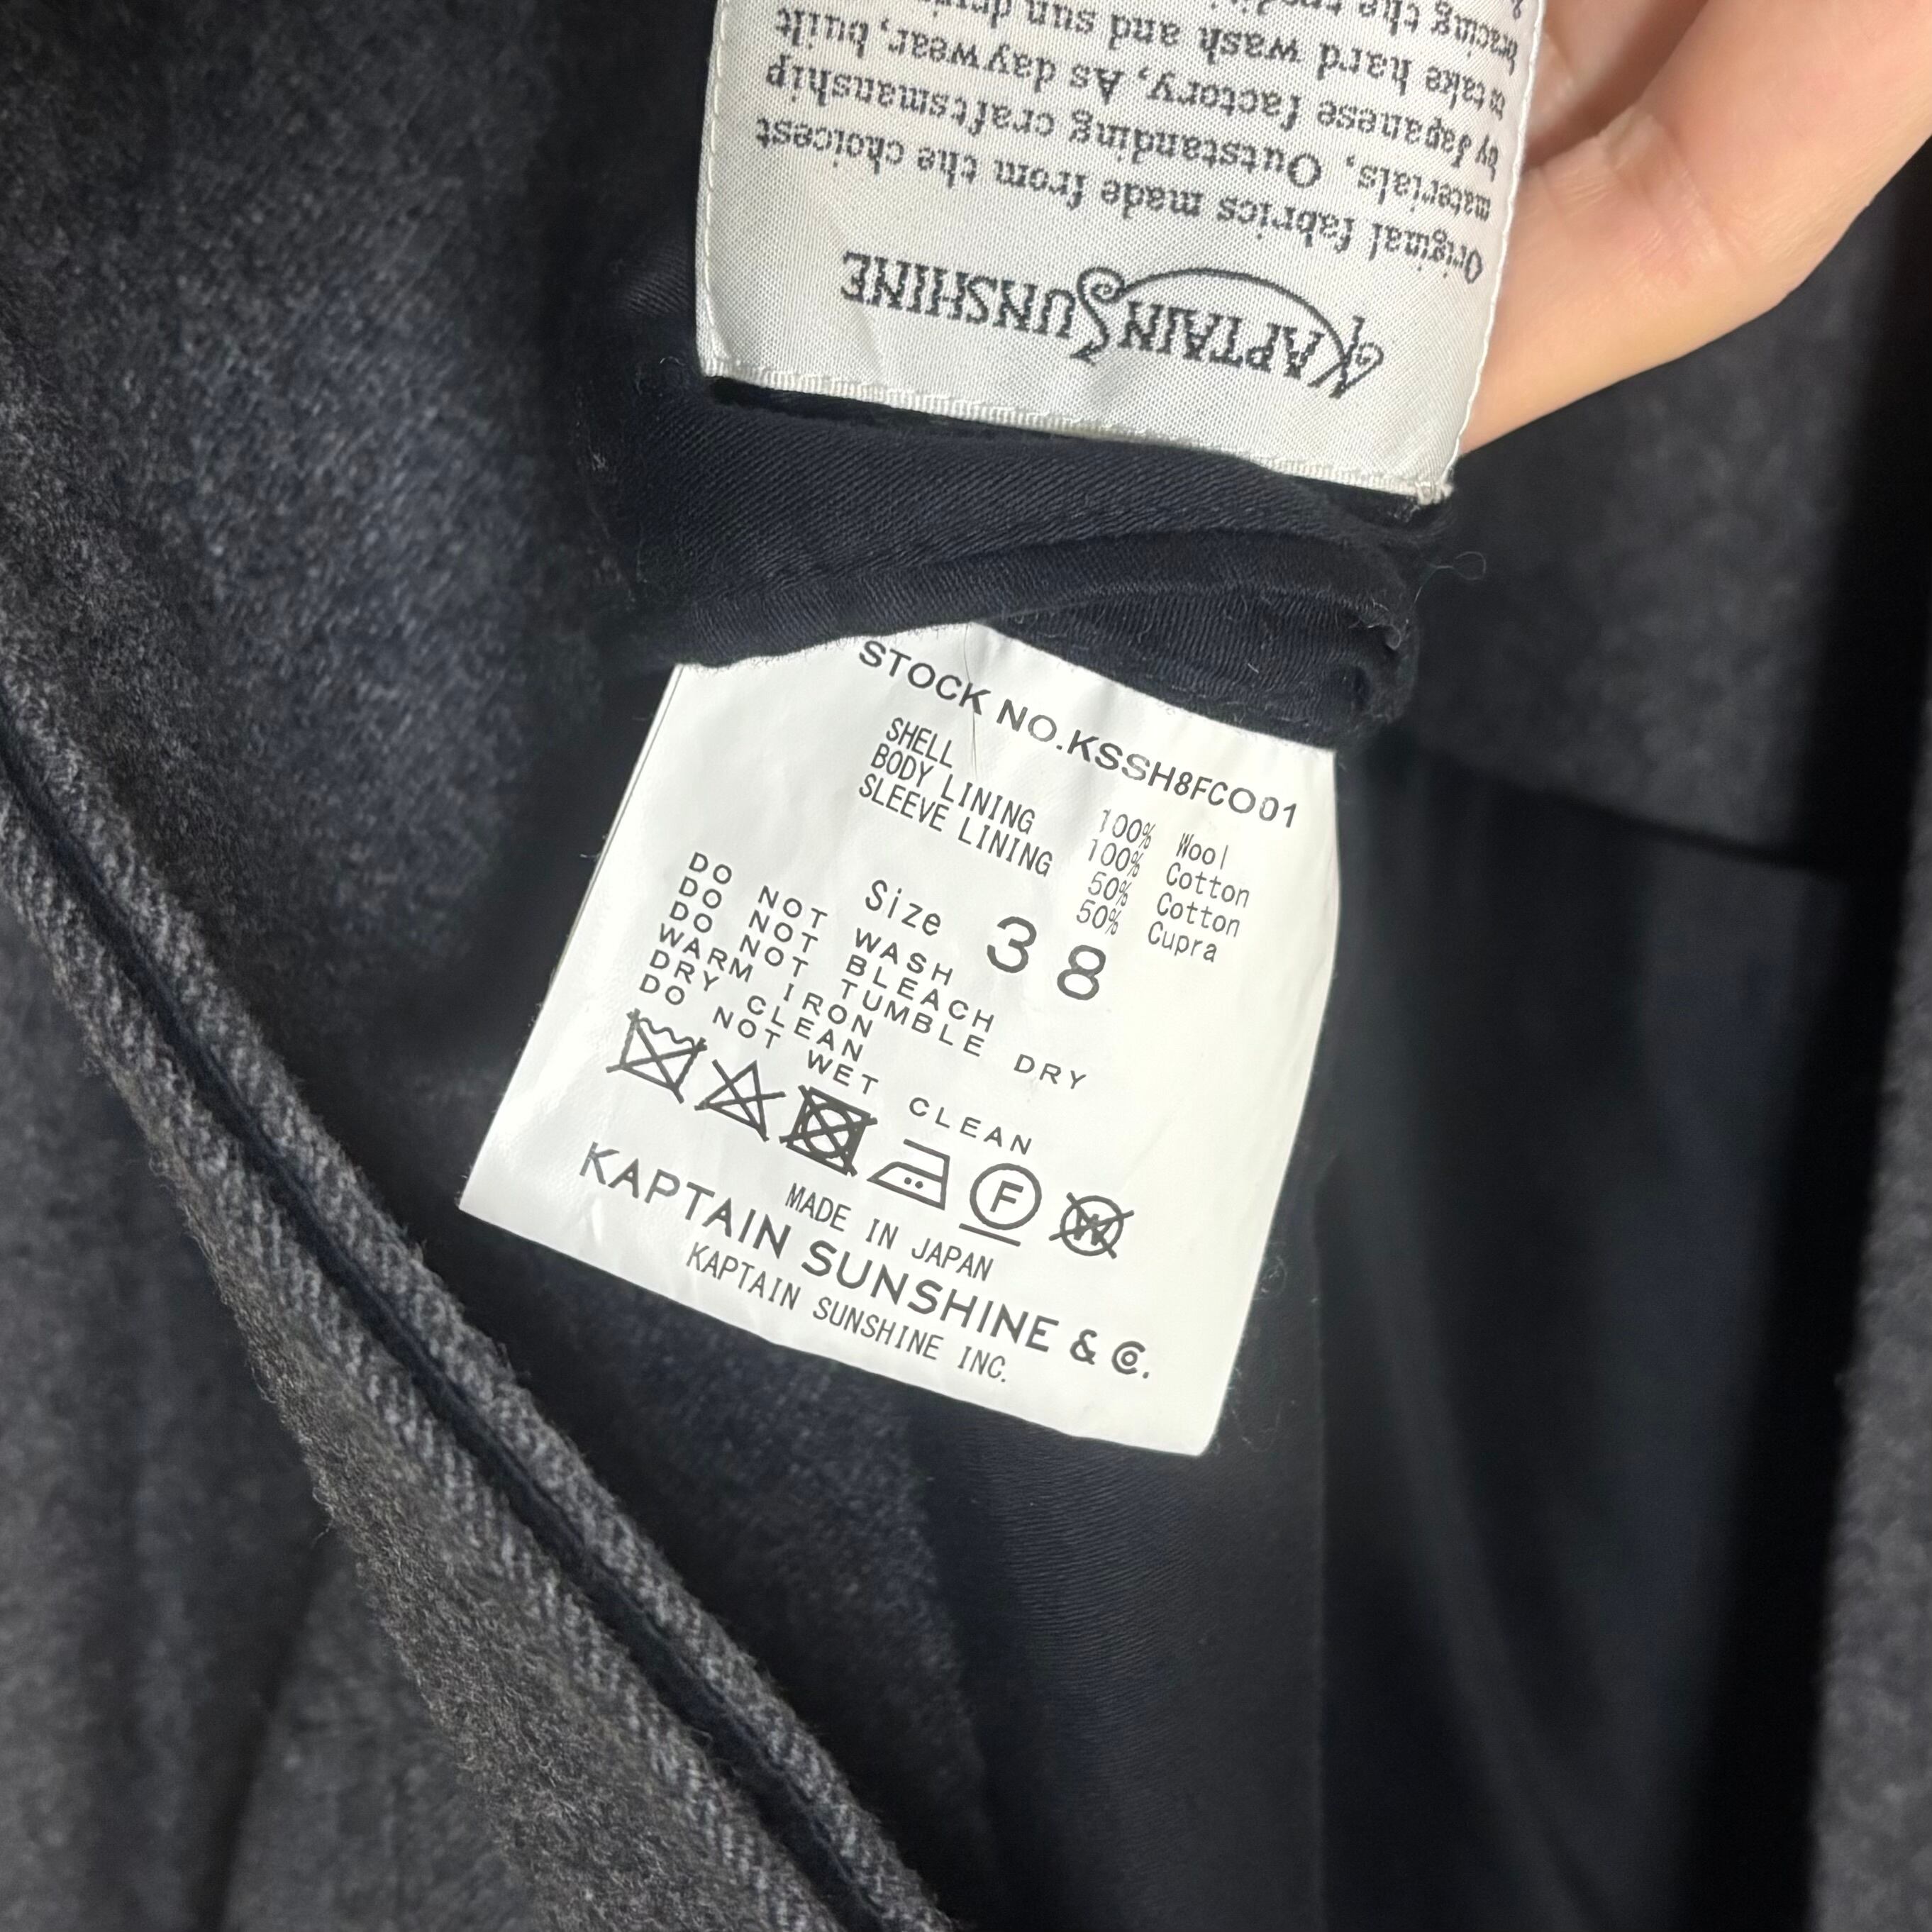 KAPTAIN SUNSHINE
Original fabrics made from the choicest
materials, Outstanding craftsmanship
by Japanese factory, As day wear, built
to take hard wash and sun
the
STOCK NO.KSSH8FCO01
SHELL 100% Wool
BODY LINING 100% Cotton
SLEEVE LINING 50% Cotton
50% Cupra
Size 38
DO NOT WASH
DO NOT BLEACH
DO NOT TUMBLE DRY
WARM IRON
DRY CLEAN
DO NOT WET CLEAN
F W
MADE IN JAPAN
KAPTAIN SUNSHINE & Co.
KAPTAIN SUNSHINE INC.